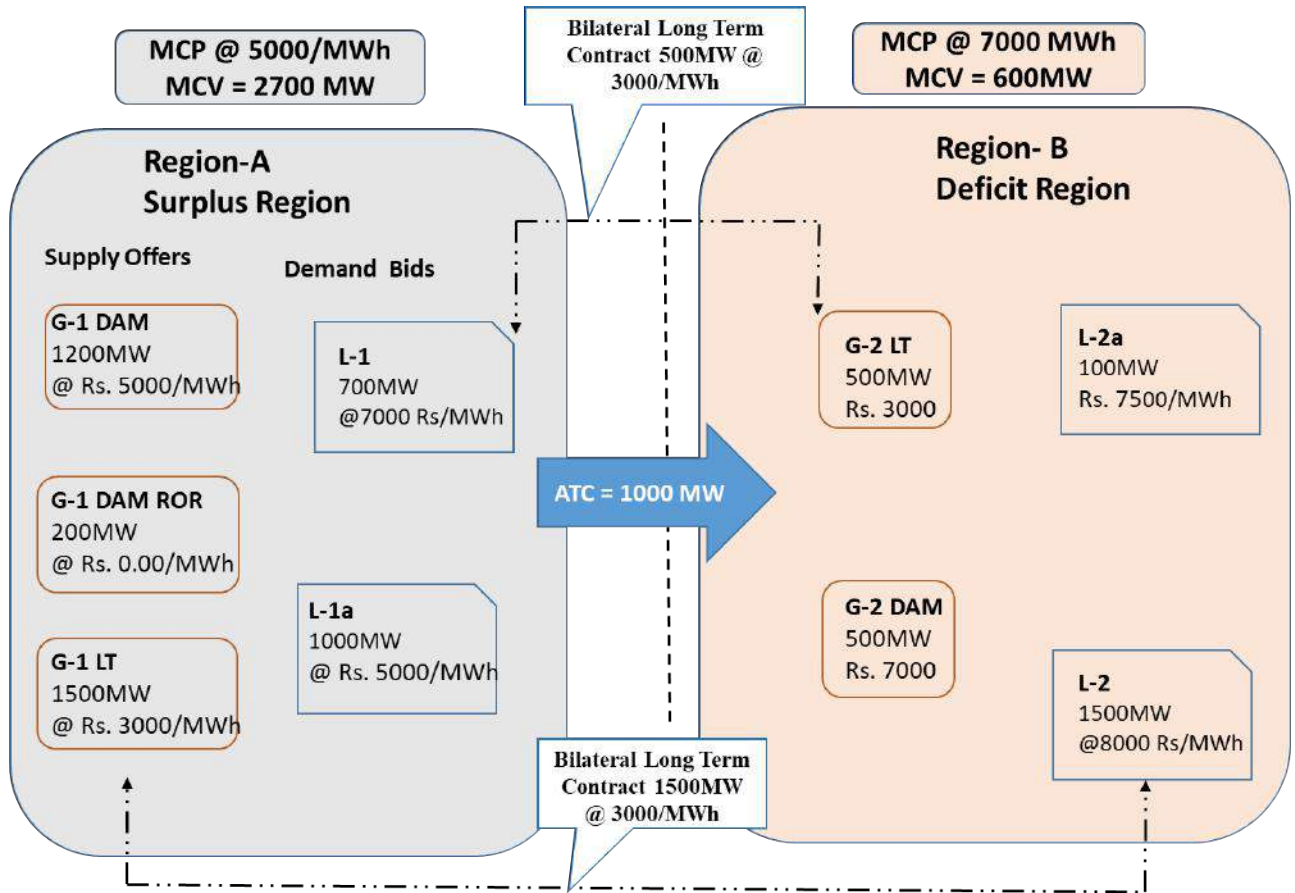 MCP @ 5000/MWh
MCV = 2700 MW
Bilateral Long Term
Contract 500MW @
3000/MWh
MCP @ 7000 MWh
MCV = 600MW
Region-A
Surplus Region
Supply Offers
Demand Bids
G-1 DAM
1200MW
@ Rs. 5000/MWh
L-1
700MW
@7000 Rs/MWh
G-1 DAM ROR
200MW
@ Rs. 0.00/MWh
L-1a
1000MW
@ Rs. 5000/MWh
G-1 LT
1500MW
@ Rs. 3000/MWh
ATC = 1000 MW
Region- B
Deficit Region
G-2 LT
500MW
Rs. 3000
L-2a
100MW
Rs. 7500/MWh
G-2 DAM
500MW
Rs. 7000
L-2
1500MW
@8000 Rs/MWh
Bilateral Long Term
Contract 1500MW
@ 3000/MWh